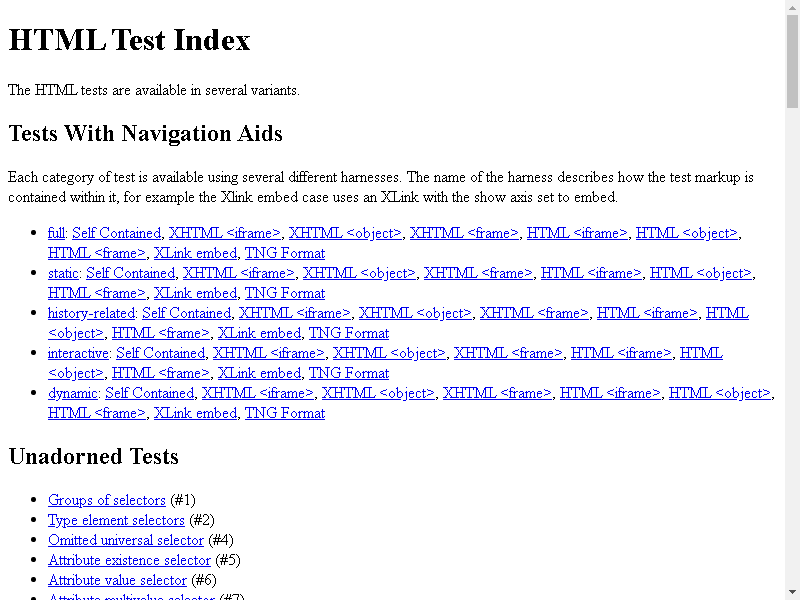 HTML Test Index
The HTML tests are available in several variants.
Tests With Navigation Aids
Each category of test is available using several different harnesses. The name of the harness describes how the test markup is
contained within it, for example the Xlink embed case uses an XLink with the show axis set to embed.
• full: Self Contained, XHTML <iframe>, XHTML <object>, XHTML <frame>, HTML <iframe>, HTML <object>,
HTML <frame>, XLink embed, TNG Format
• static: Self Contained, XHTML <iframe>, XHTML <object>, XHTML <frame>, HTML <iframe>, HTML <object>,
HTML <frame>, XLink embed, TNG Format
• history-related: Self Contained, XHTML <iframe>, XHTML <object>, XHTML <frame>, HTML <iframe>, HTML
<object>, HTML <frame>, XLink embed, TNG Format
• interactive: Self Contained, XHTML <iframe>, XHTML <object>, XHTML <frame>, HTML <iframe>, HTML
<object>, HTML <frame>, XLink embed, TNG Format
• dynamic: Self Contained, XHTML <iframe>, XHTML <object>, XHTML <frame>, HTML <iframe>, HTML <object>,
HTML <frame>, XLink embed, TNG Format
Unadorned Tests
• Groups of selectors (#1)
• Type element selectors (#2)
• Omitted universal selector (#4)
• Attribute existence selector (#5)
• Attribute value selector (#6)
• Attribute multivalue selector (#7)